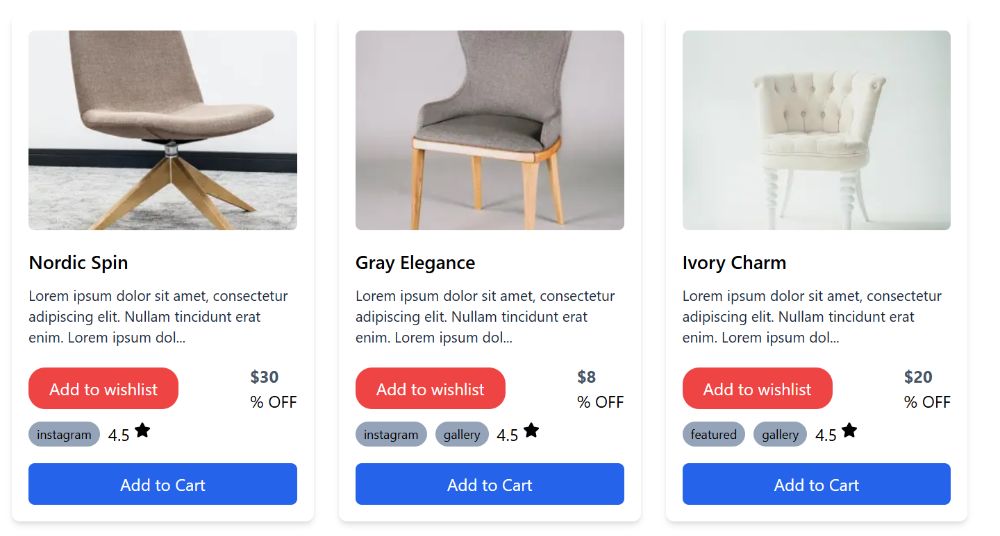 Nordic Spin
Lorem ipsum dolor sit amet, consectetur
adipiscing elit. Nullam tincidunt erat
enim. Lorem ipsum dol...
Add to wishlist
$30
% OFF
instagram 4.5
Add to Cart
Gray Elegance
Lorem ipsum dolor sit amet, consectetur
adipiscing elit. Nullam tincidunt erat
enim. Lorem ipsum dol...
Add to wishlist
$8
% OFF
instagram gallery 4.5
Add to Cart
Ivory Charm
Lorem ipsum dolor sit amet, consectetur
adipiscing elit. Nullam tincidunt erat
enim. Lorem ipsum dol...
Add to wishlist
$20
% OFF
featured gallery 4.5
Add to Cart